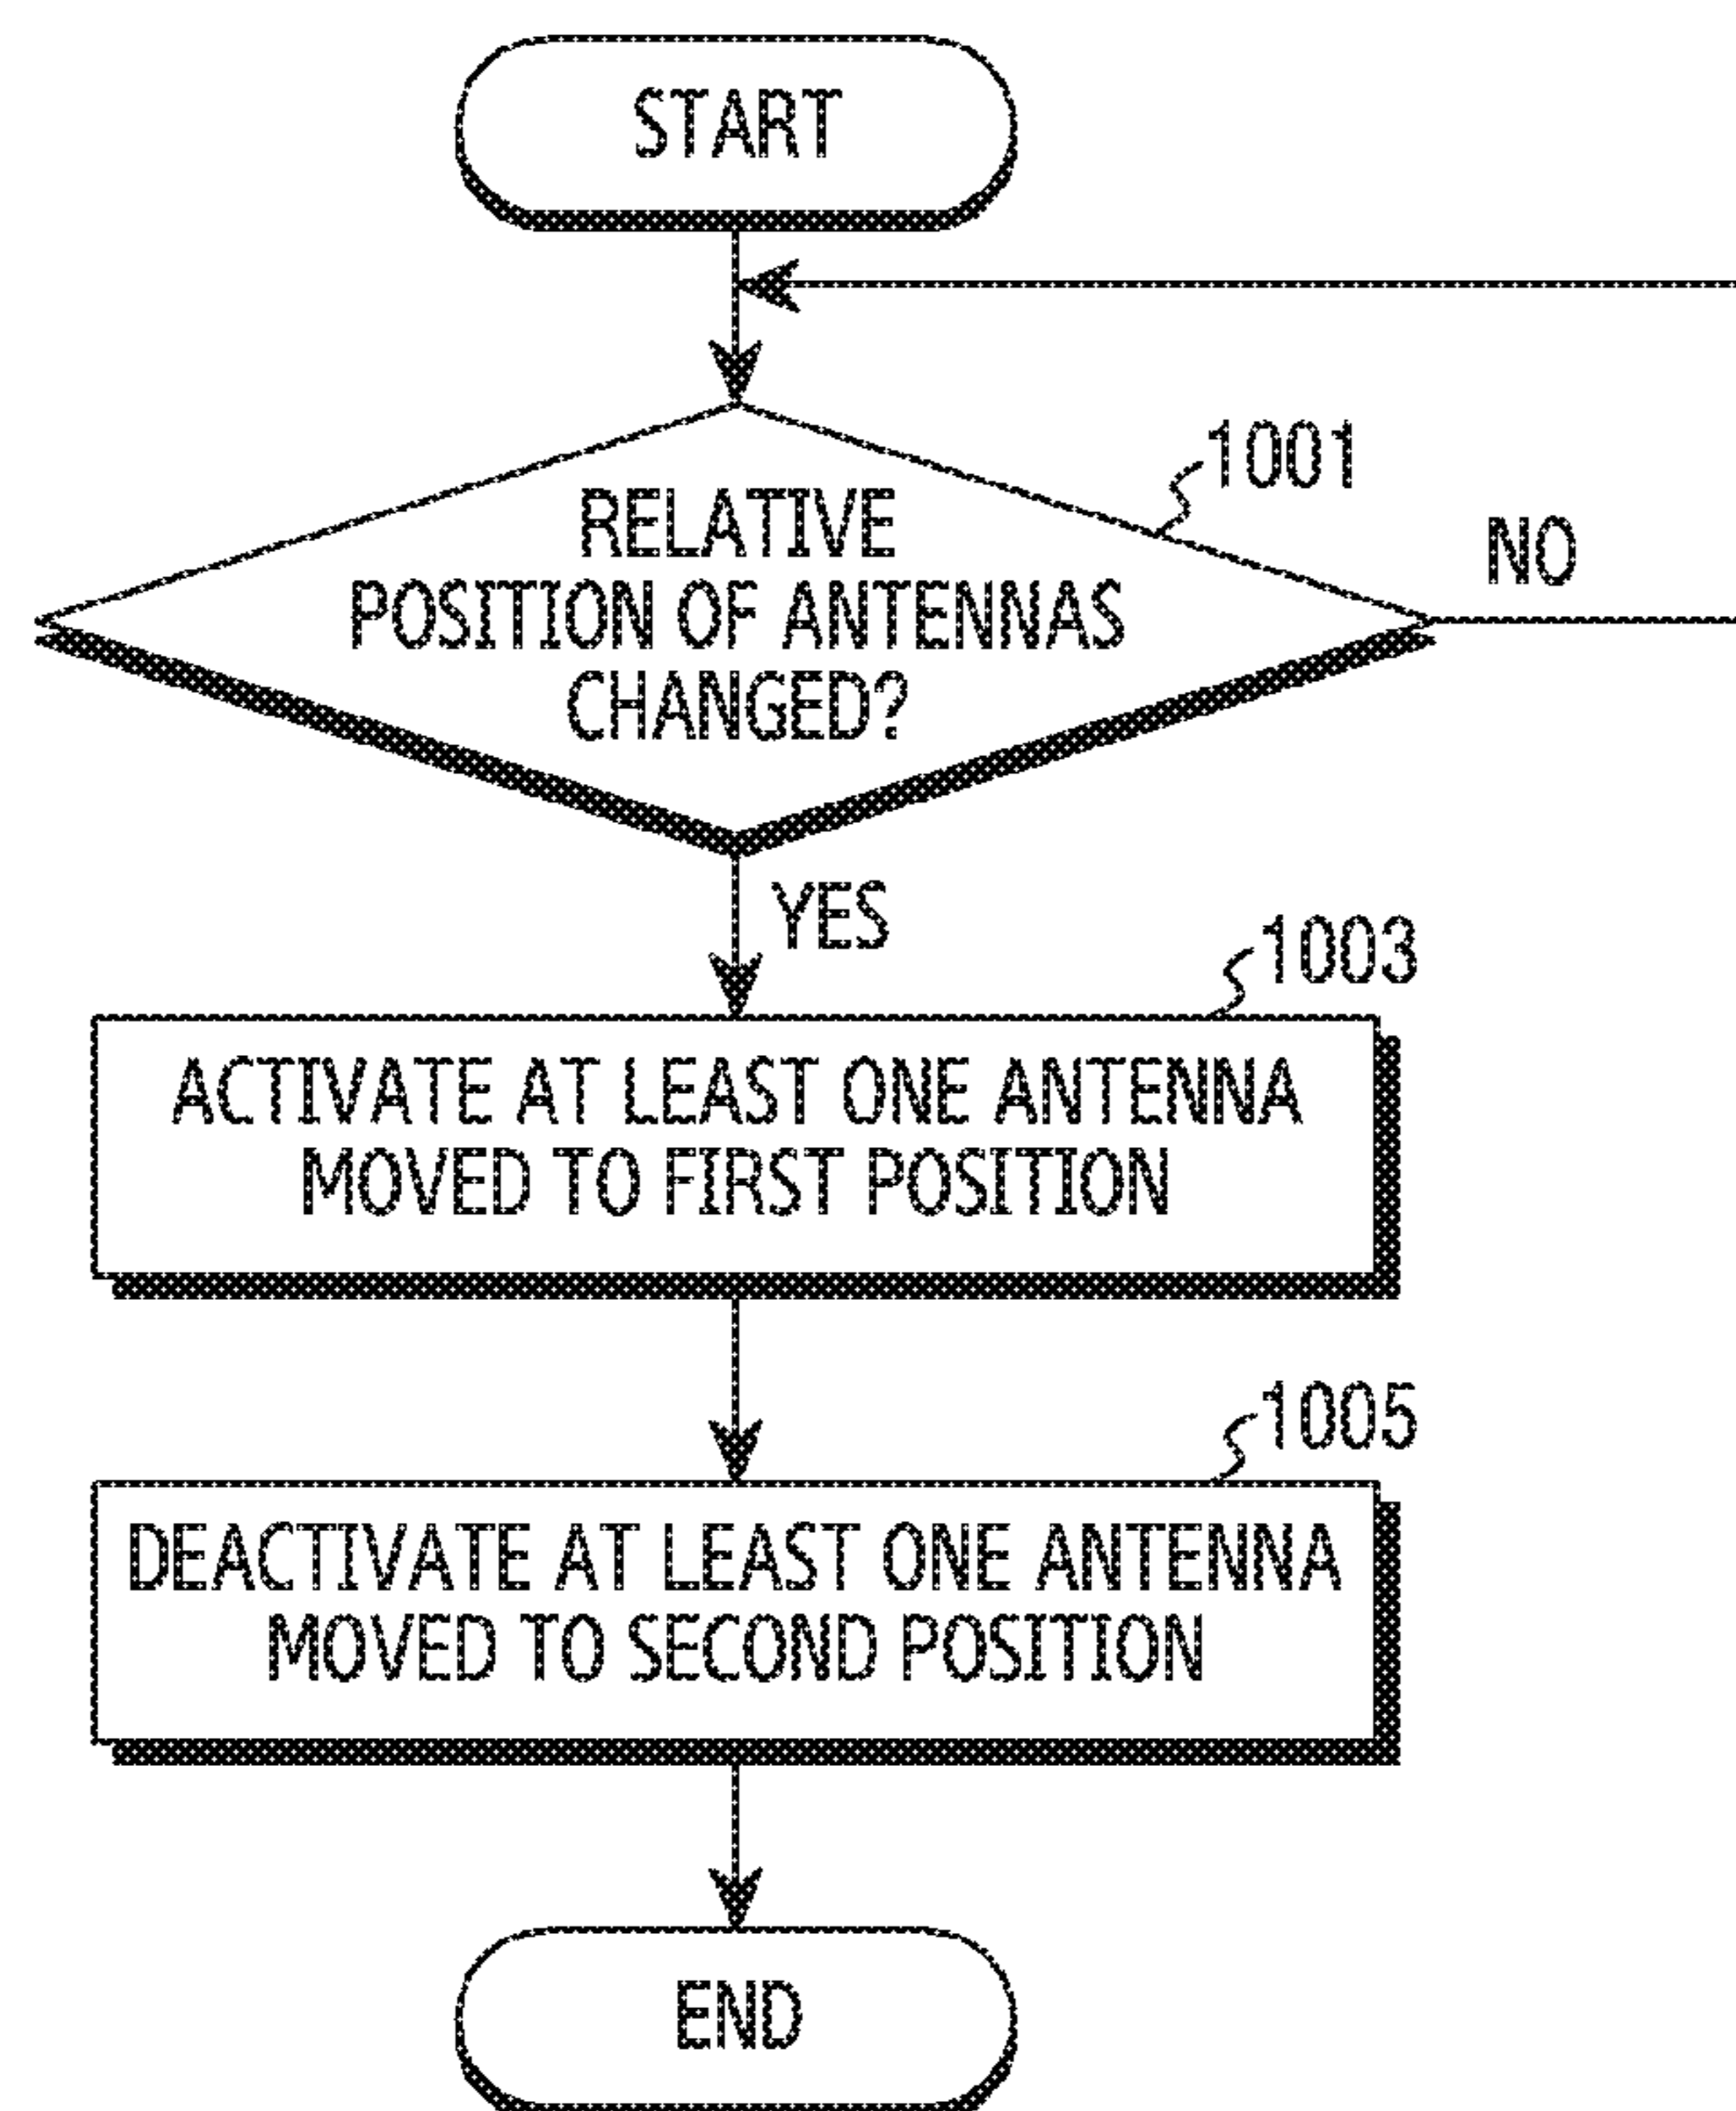 START
1001
RELATIVE
POSITION OF ANTENNAS
CHANGED?
NO
YES
1003
ACTIVATE AT LEAST ONE ANTENNA
MOVED TO FIRST POSITION
1005
DEACTIVATE AT LEAST ONE ANTENNA
MOVED TO SECOND POSITION
END